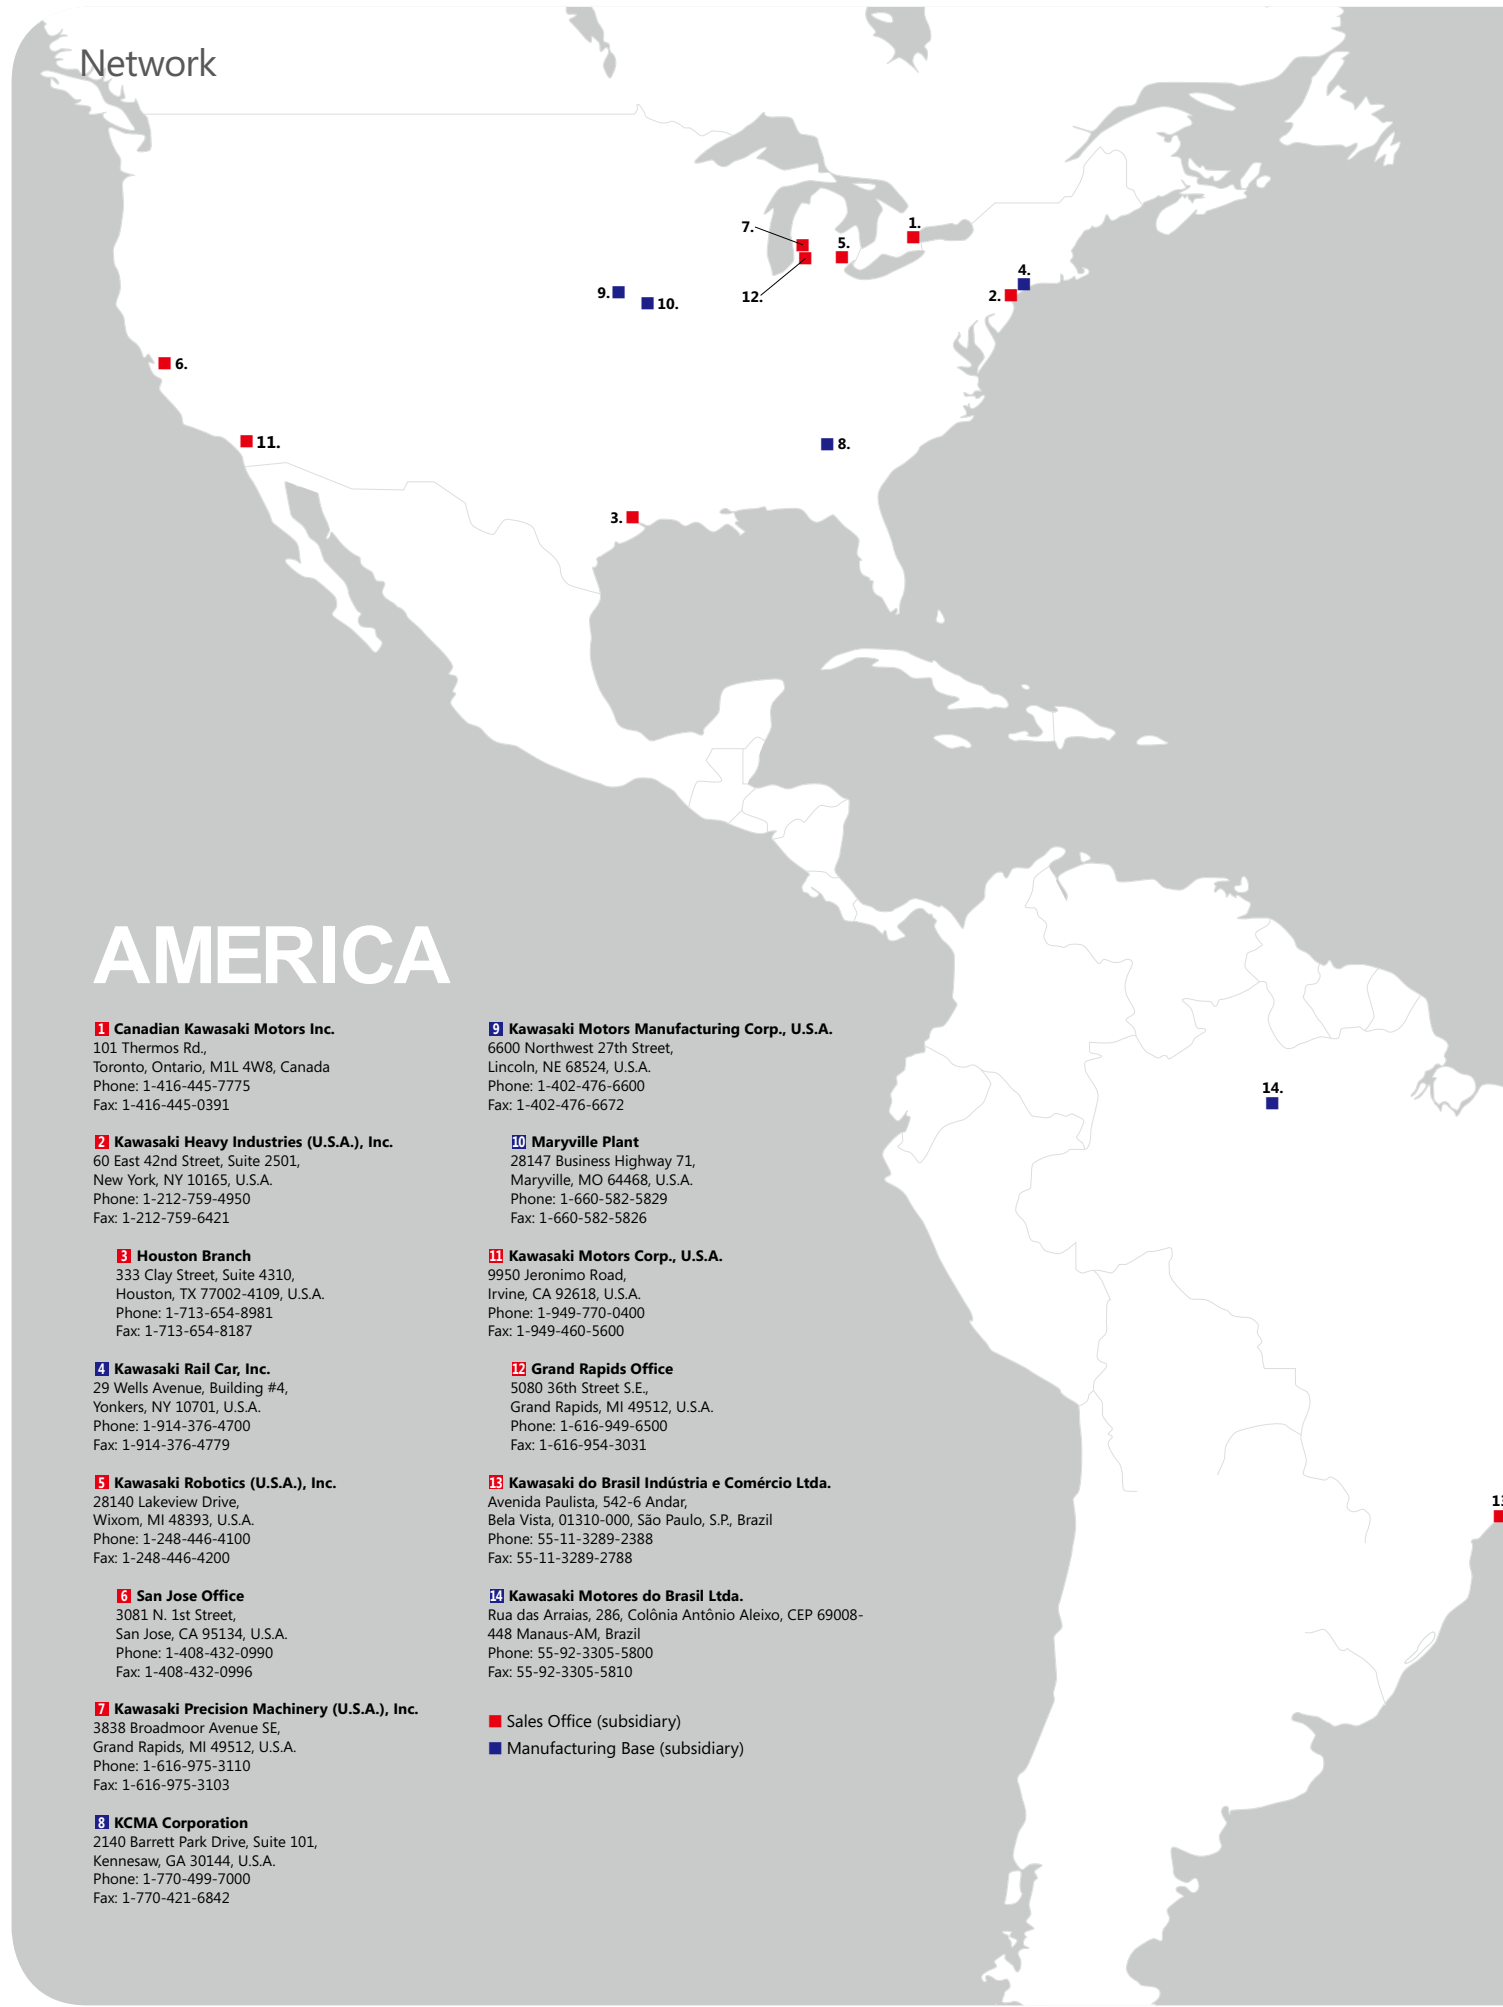 Network
7.
1.
5.
4.
9.
10.
12.
2.
6.
11.
8.
3.
14.
AMERICA
1 Canadian Kawasaki Motors Inc.
101 Thermos Rd.,
Toronto, Ontario, M1L 4W8, Canada
Phone: 1-416-445-7775
Fax: 1-416-445-0391
2 Kawasaki Heavy Industries (U.S.A.), Inc.
60 East 42nd Street, Suite 2501,
New York, NY 10165, U.S.A.
Phone: 1-212-759-4950
Fax: 1-212-759-6421
3 Houston Branch
333 Clay Street, Suite 4310,
Houston, TX 77002-4109, U.S.A.
Phone: 1-713-654-8981
Fax: 1-713-654-8187
4 Kawasaki Rail Car, Inc.
29 Wells Avenue, Building #4,
Yonkers, NY 10701, U.S.A.
Phone: 1-914-376-4700
Fax: 1-914-376-4779
5 Kawasaki Robotics (U.S.A.), Inc.
28140 Lakeview Drive,
Wixom, MI 48393, U.S.A.
Phone: 1-248-446-4100
Fax: 1-248-446-4200
6 San Jose Office
3081 N. 1st Street,
San Jose, CA 95134, U.S.A.
Phone: 1-408-432-0990
Fax: 1-408-432-0996
7 Kawasaki Precision Machinery (U.S.A.), Inc.
3838 Broadmoor Avenue SE,
Grand Rapids, MI 49512, U.S.A.
Phone: 1-616-975-3110
Fax: 1-616-975-3103
8 KCMA Corporation
2140 Barrett Park Drive, Suite 101,
Kennesaw, GA 30144, U.S.A.
Phone: 1-770-499-7000
Fax: 1-770-421-6842
9 Kawasaki Motors Manufacturing Corp., U.S.A.
6600 Northwest 27th Street,
Lincoln, NE 68524, U.S.A.
Phone: 1-402-476-6600
Fax: 1-402-476-6672
10 Maryville Plant
28147 Business Highway 71,
Maryville, MO 64468, U.S.A.
Phone: 1-660-582-5829
Fax: 1-660-582-5826
11 Kawasaki Motors Corp., U.S.A.
9950 Jeronimo Road,
Irvine, CA 92618, U.S.A.
Phone: 1-949-770-0400
Fax: 1-949-460-5600
12 Grand Rapids Office
5080 36th Street S.E.,
Grand Rapids, MI 49512, U.S.A.
Phone: 1-616-949-6500
Fax: 1-616-954-3031
13 Kawasaki do Brasil Indústria e Comércio Ltda.
Avenida Paulista, 542-6 Andar,
Bela Vista, 01310-000, São Paulo, S.P., Brazil
Phone: 55-11-3289-2388
Fax: 55-11-3289-2788
14 Kawasaki Motores do Brasil Ltda.
Rua das Arraias, 286, Colônia Antônio Aleixo, CEP 69008-
448 Manaus-AM, Brazil
Phone: 55-92-3305-5800
Fax: 55-92-3305-5810
Sales Office (subsidiary)
Manufacturing Base (subsidiary)